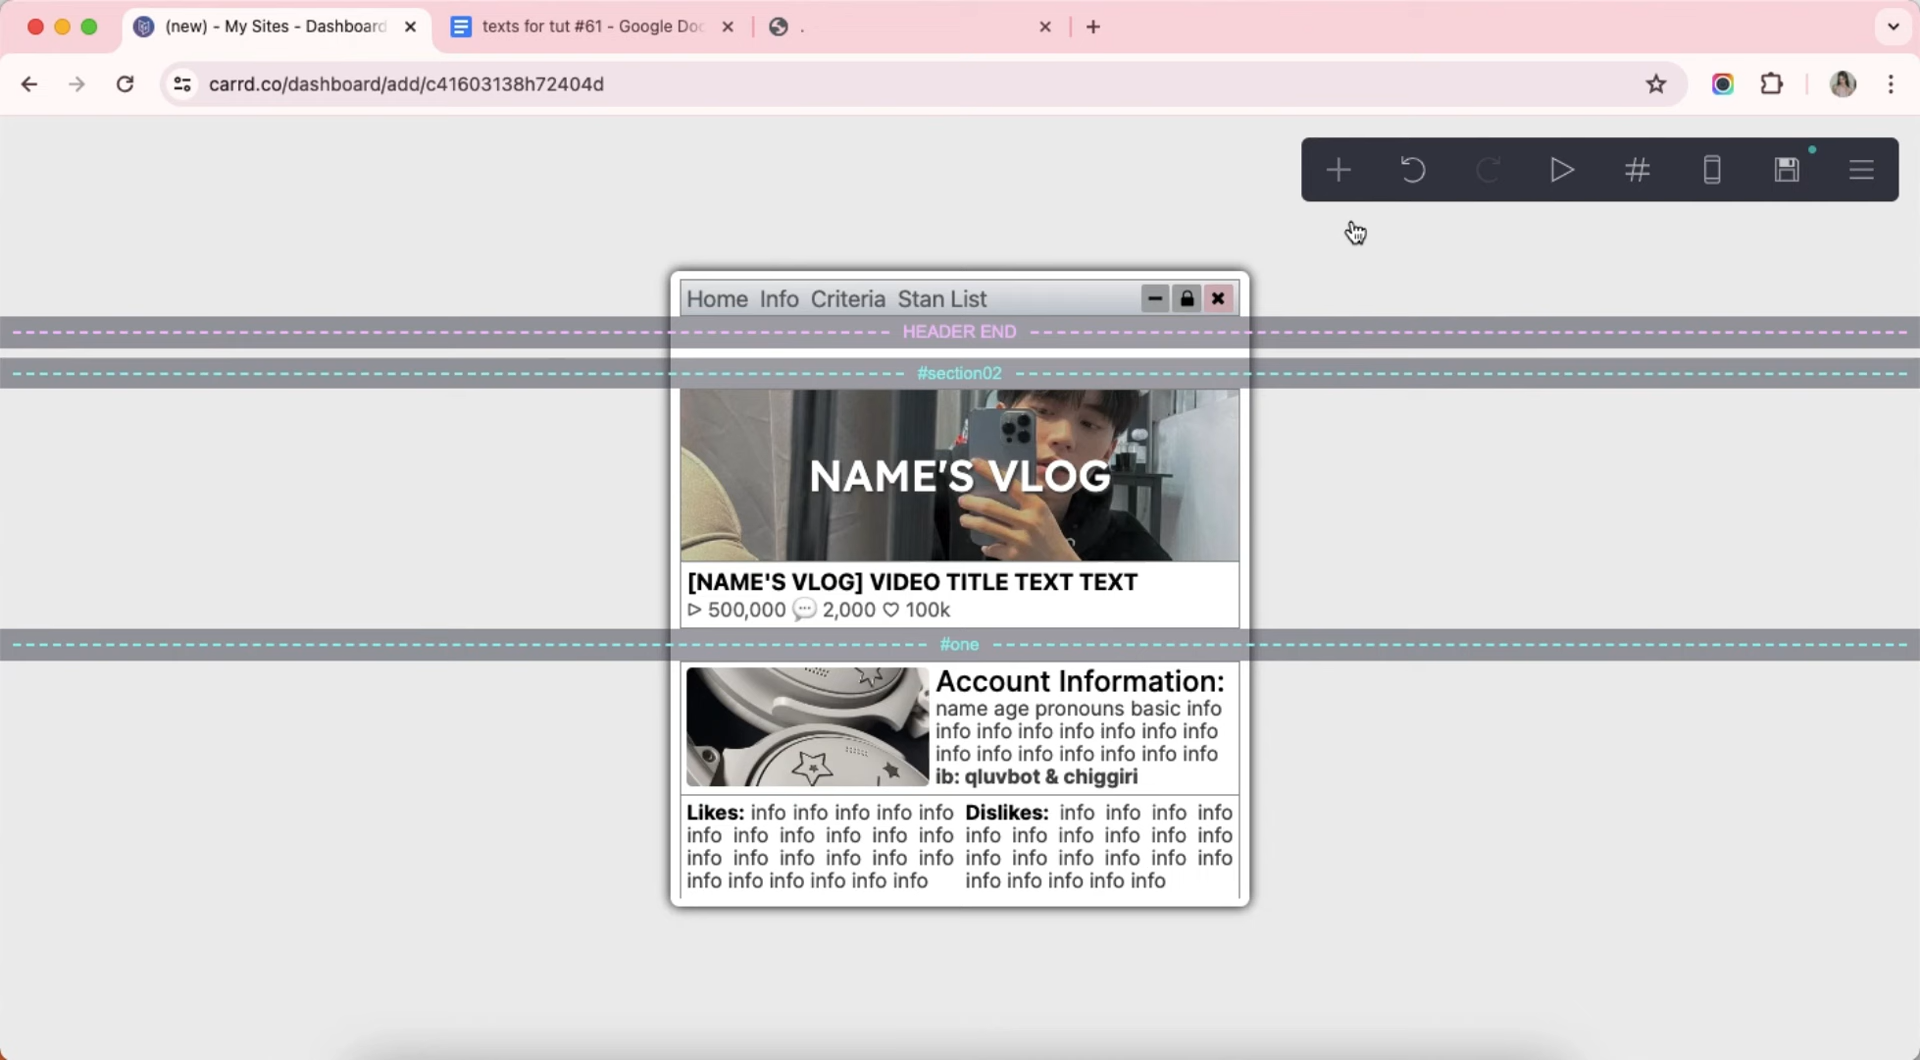 (new) - My Sites - Dashboard
texts for tut #61 - Google Doc
.
carrd.co/dashboard/add/c41603138h72404d
Home Info Criteria Stan List
HEADER END
#section02
NAME'S VLOG
[NAME'S VLOG] VIDEO TITLE TEXT TEXT
▷ 500,000 💬 2,000 ♡ 100k
#one
Account Information:
name age pronouns basic info
info info info info info info info
info info info info info info info
ib: qluvbot & chiggiri
Likes: info info info info info
info info info info info info
info info info info info info
info info info info info info
Dislikes: info info info info
info info info info info info
info info info info info info
info info info info info